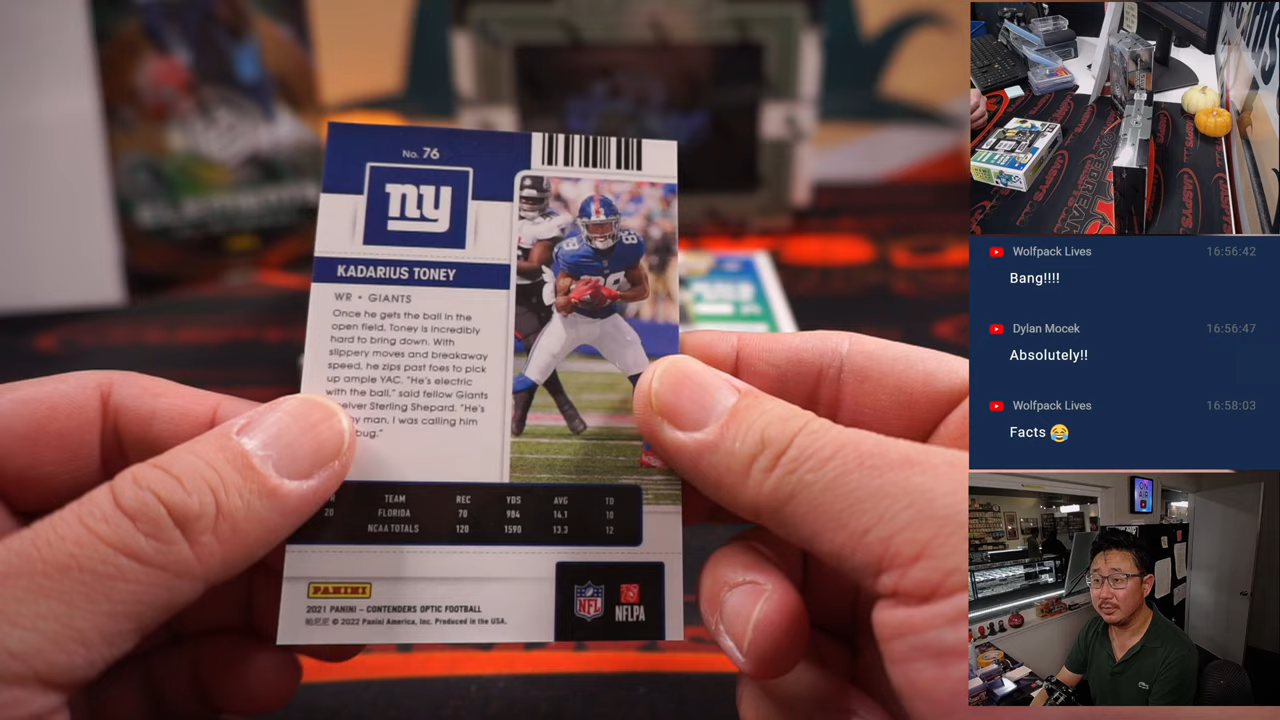 No. 76
ny
KADARIUS TONEY
WR • GIANTS
Once he gets the ball in the
open field, Toney is incredibly
hard to bring down. With
slippery moves and breakaway
speed, he zips past foes to pick
up ample YAC. "He's electric
with the ball," said fellow Giants
Sterling Shepard. "He's
man. I was calling him
bug."
TEAM REC YDS AVG TD
20 FLORIDA 70 984 14.1 10
NCAA TOTALS 120 1590 13.3 12
PANINI
2021 PANINI – CONTENDERS OPTIC FOOTBALL
© 2022 Panini America, Inc. Produced in the USA.
NFL
NFLPA
Wolfpack Lives 16:56:42
Bang!!!!
Dylan Mocek 16:56:47
Absolutely!!
Wolfpack Lives 16:58:03
Facts 😂
ON
AIR